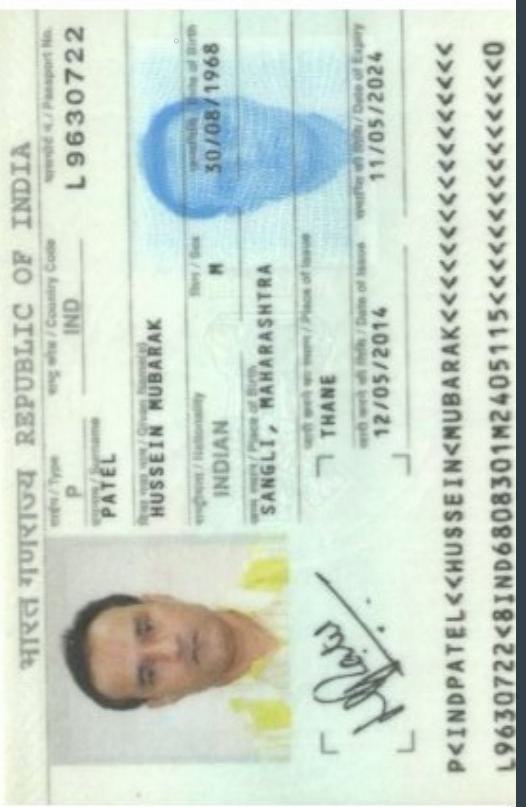 भारत गणराज्य REPUBLIC OF INDIA
टाईप / Type राष्ट्र कोड / Country Code पासपोर्ट नं. / Passport No.
P IND L9630722
उपनाम / Surname
PATEL
दिया गया नाम / Given Name(s)
HUSSEIN MUBARAK
राष्ट्रीयता / Nationality लिंग / Sex जन्मतिथि / Date of Birth
INDIAN M 30/08/1968
जन्म स्थान / Place of Birth
SANGLI, MAHARASHTRA
जारी करने का स्थान / Place of Issue
THANE
जारी करने की तिथि / Date of Issue समाप्ति की तिथि / Date of Expiry
12/05/2014 11/05/2024
P<INDPATEL<<HUSSEIN<MUBARAK<<<<<<<<<<<<<<<<<
L9630722<8IND6808301M2405115<<<<<<<<<<<<<<<0